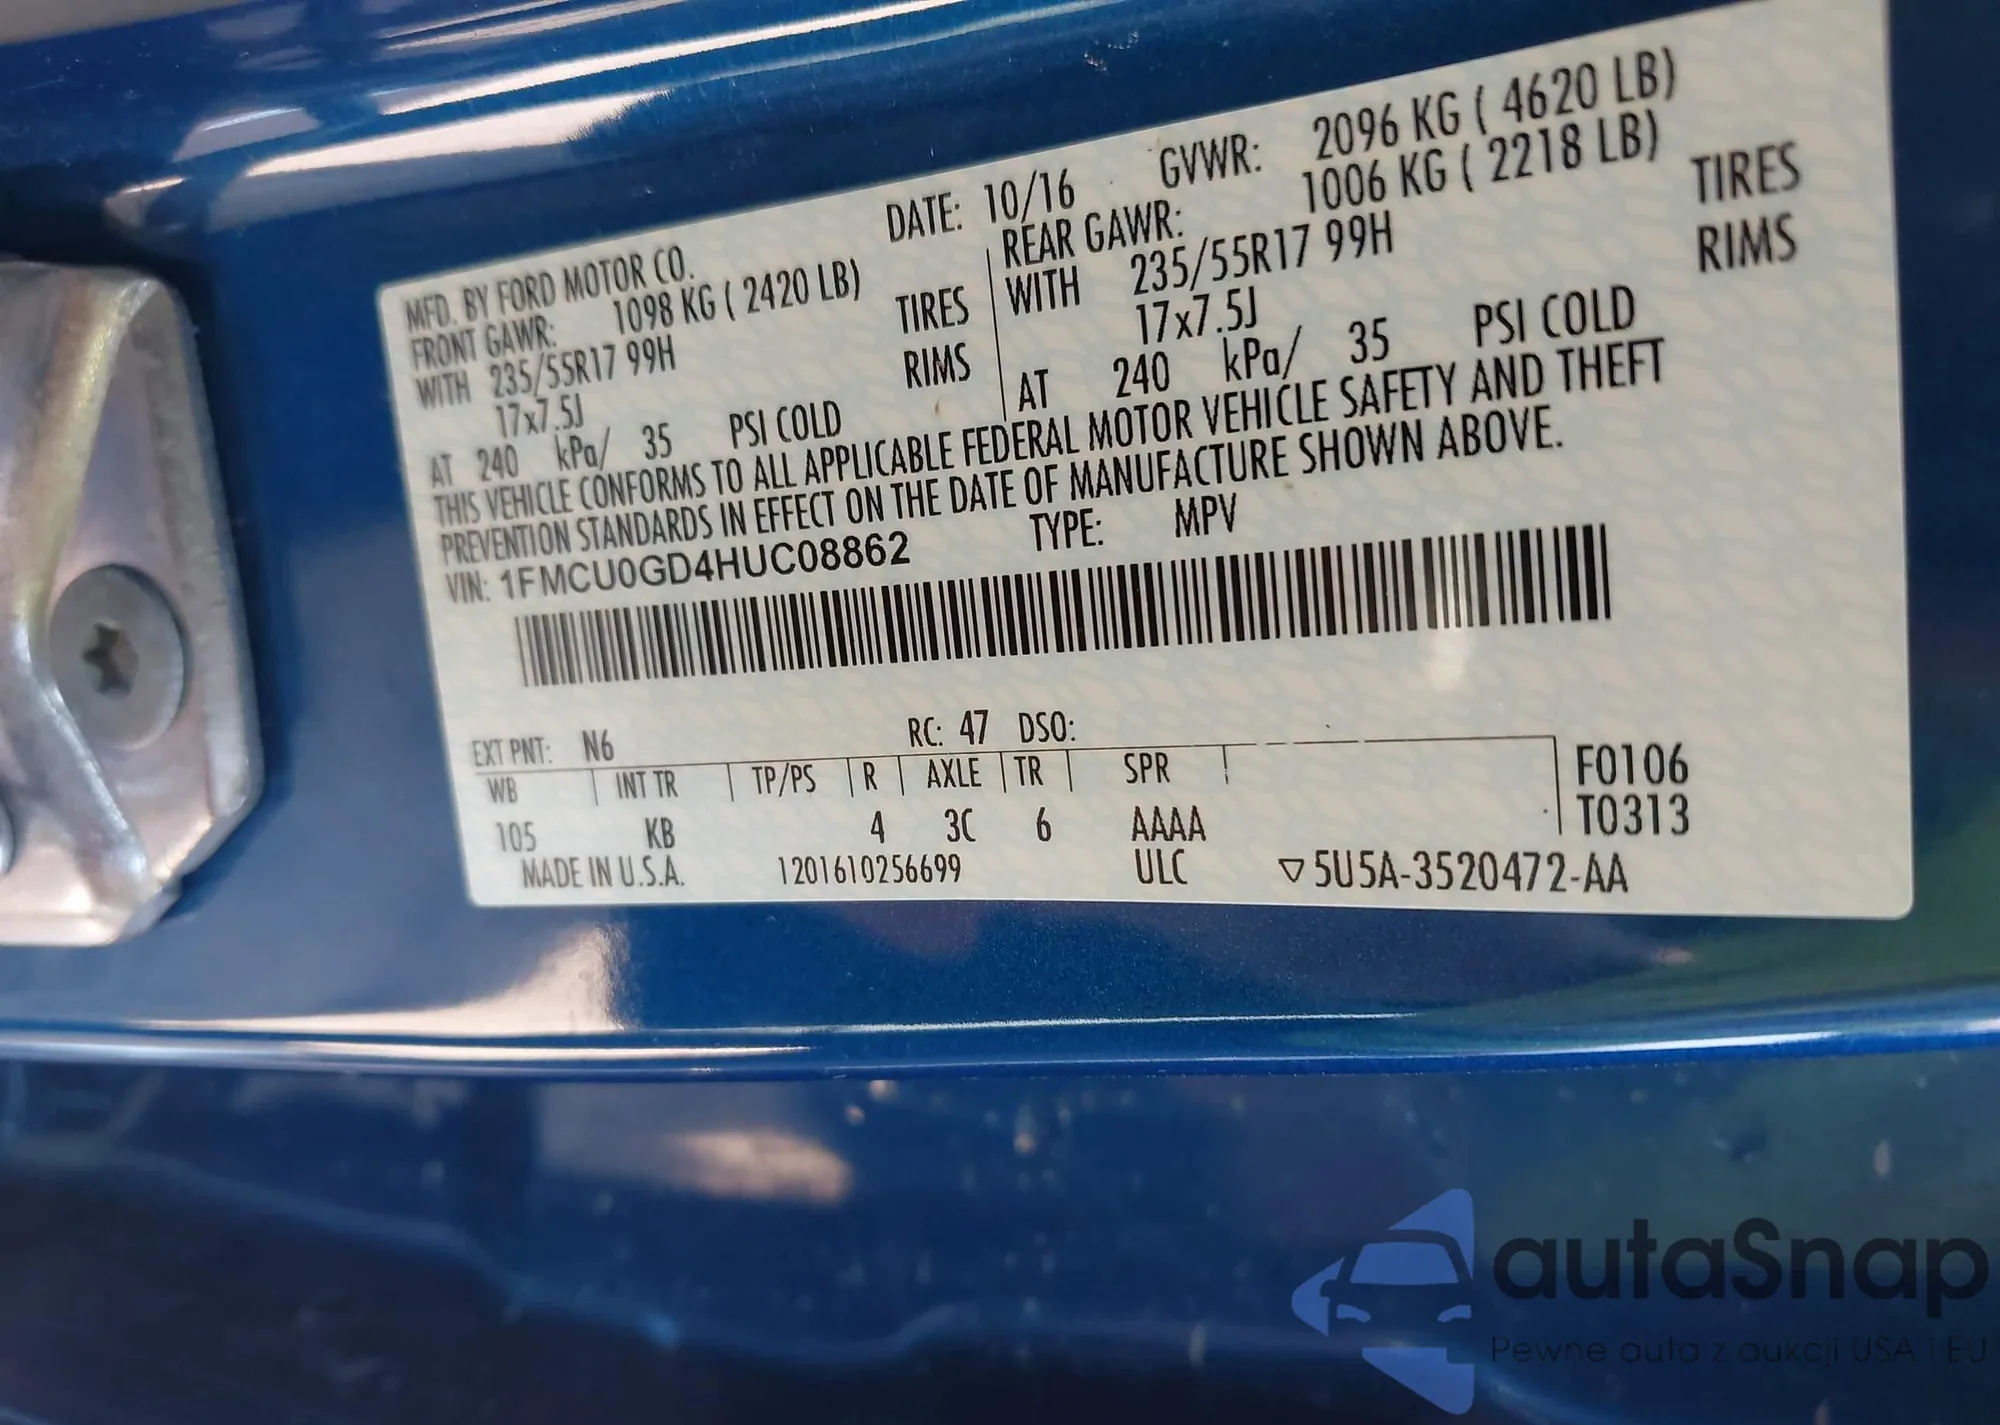 MFD. BY FORD MOTOR CO.
DATE: 10/16
GVWR: 2096 KG ( 4620 LB)
FRONT GAWR: 1098 KG ( 2420 LB)
WITH 235/55R17 99H TIRES
17x7.5J RIMS
AT 240 kPa/ 35 PSI COLD
REAR GAWR: 1006 KG ( 2218 LB)
WITH 235/55R17 99H TIRES
17x7.5J RIMS
AT 240 kPa/ 35 PSI COLD
THIS VEHICLE CONFORMS TO ALL APPLICABLE FEDERAL MOTOR VEHICLE SAFETY AND THEFT
PREVENTION STANDARDS IN EFFECT ON THE DATE OF MANUFACTURE SHOWN ABOVE.
VIN: 1FMCU0GD4HUC08862 TYPE: MPV
EXT PNT: N6 RC: 47 DSO:
WB INT TR TP/PS R AXLE TR SPR
105 KB 4 3C 6 AAAA
F0106
T0313
MADE IN U.S.A. 1201610256699 ULC ▽5U5A-3520472-AA
autaSnap
Pewne auta z aukcji USA i EU